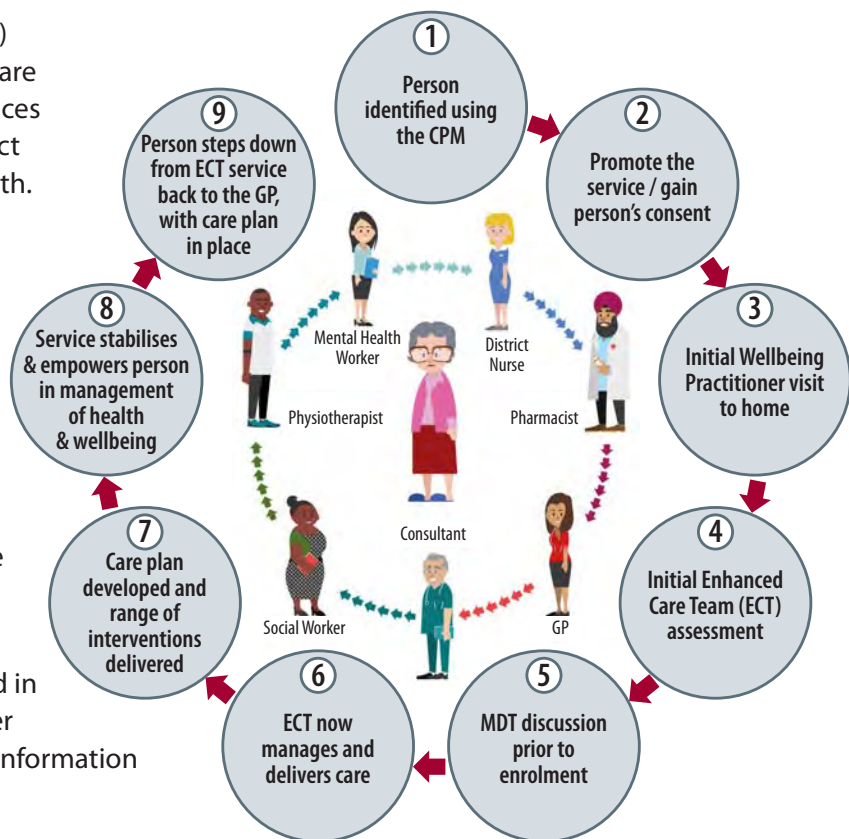 )
are
ces
ct
th.
e
d in
er
information
1
Person
identified using
the CPM
2
Promote the
service / gain
person's consent
3
Initial Wellbeing
Practitioner visit
to home
4
Initial Enhanced
Care Team (ECT)
assessment
5
MDT discussion
prior to
enrolment
6
ECT now
manages and
delivers care
7
Care plan
developed and
range of
interventions
delivered
8
Service stabilises
& empowers person
in management
of health
& wellbeing
9
Person steps down
from ECT service
back to the GP,
with care plan
in place
Mental Health
Worker
District
Nurse
Physiotherapist
Pharmacist
Consultant
Social Worker
GP